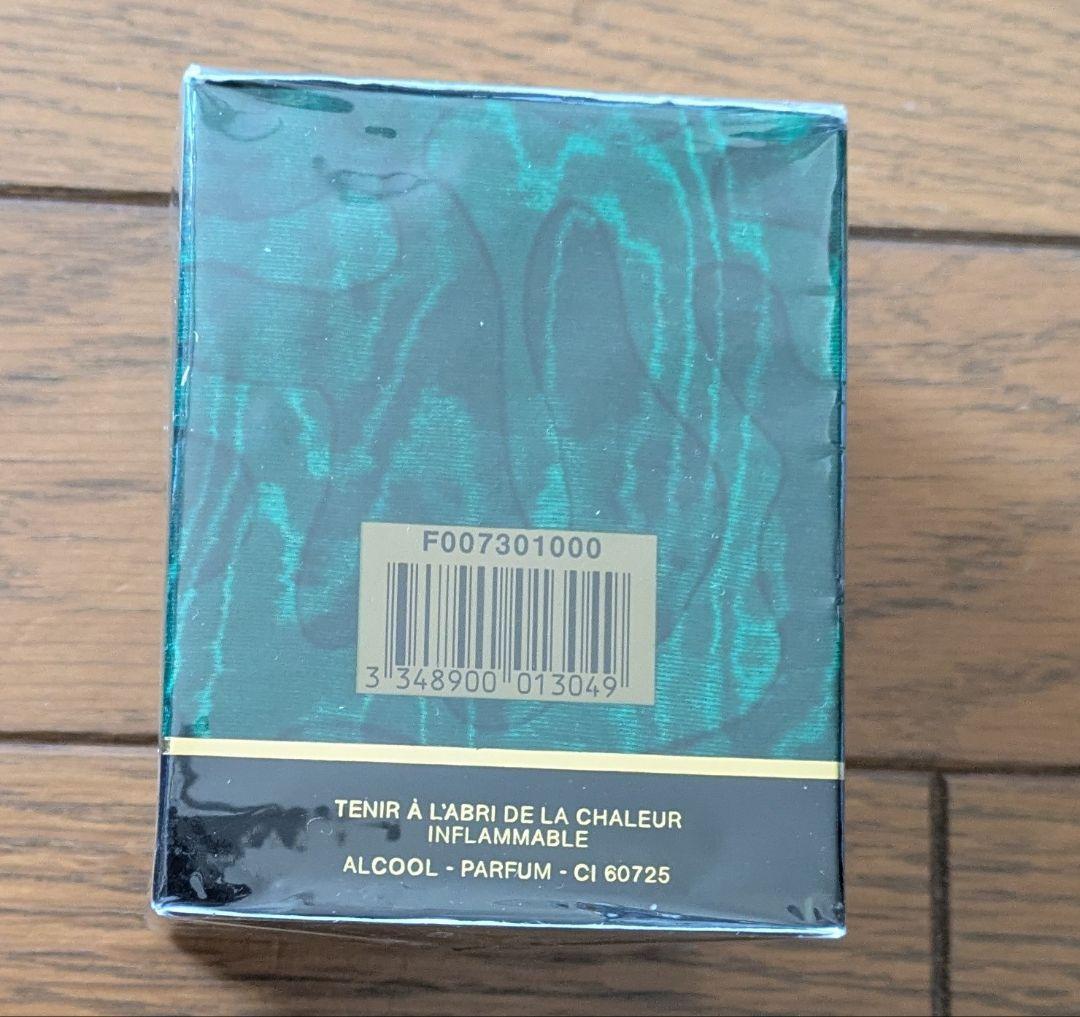 F007301000
3 348900 013049
TENIR À L'ABRI DE LA CHALEUR
INFLAMMABLE
ALCOOL - PARFUM - CI 60725